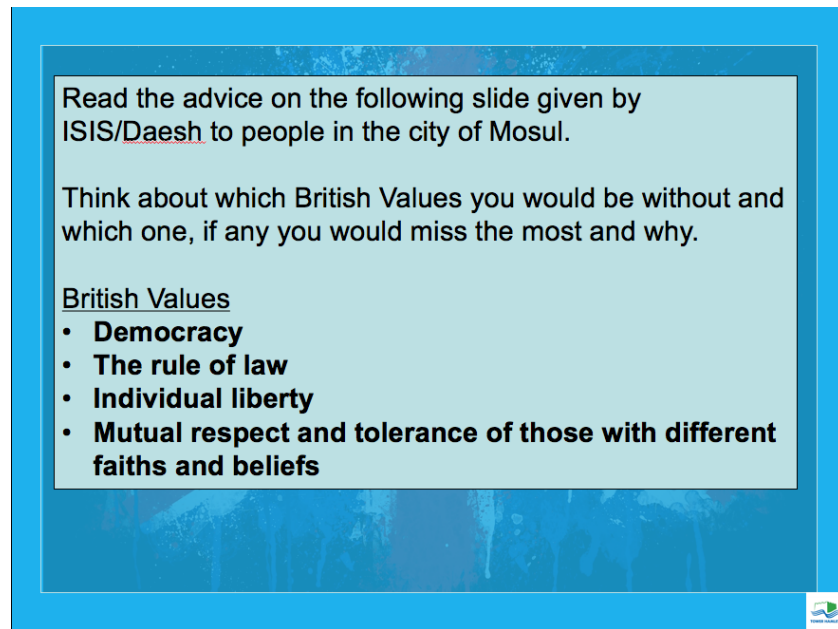 Read the advice on the following slide given by
ISIS/Daesh to people in the city of Mosul.
Think about which British Values you would be without and
which one, if any you would miss the most and why.
British Values
• Democracy
• The rule of law
• Individual liberty
• Mutual respect and tolerance of those with different
faiths and beliefs